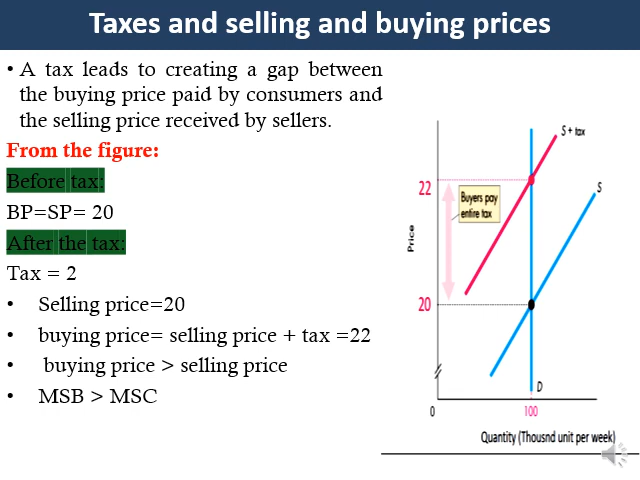 Taxes and selling and buying prices
• A tax leads to creating a gap between
the buying price paid by consumers and
the selling price received by sellers.
From the figure:
Before tax:
BP=SP= 20
After the tax:
Tax = 2
• Selling price=20
• buying price= selling price + tax =22
• buying price > selling price
• MSB > MSC
S + tax
S
22
Buyers pay
entire tax
Price
20
D
0
100
Quantity (Thousnd unit per week)